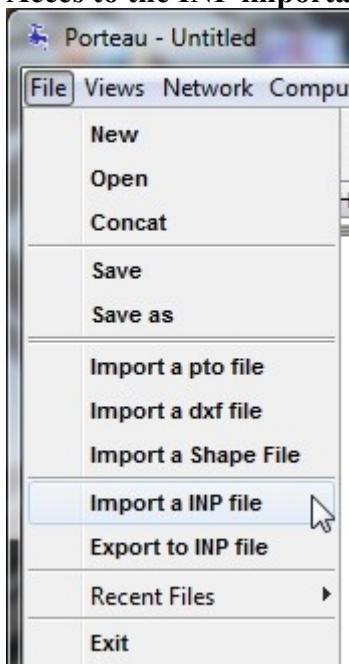 Porteau - Untitled
File Views Network Compu
New
Open
Concat
Save
Save as
Import a pto file
Import a dxf file
Import a Shape File
Import a INP file
Export to INP file
Recent Files
Exit